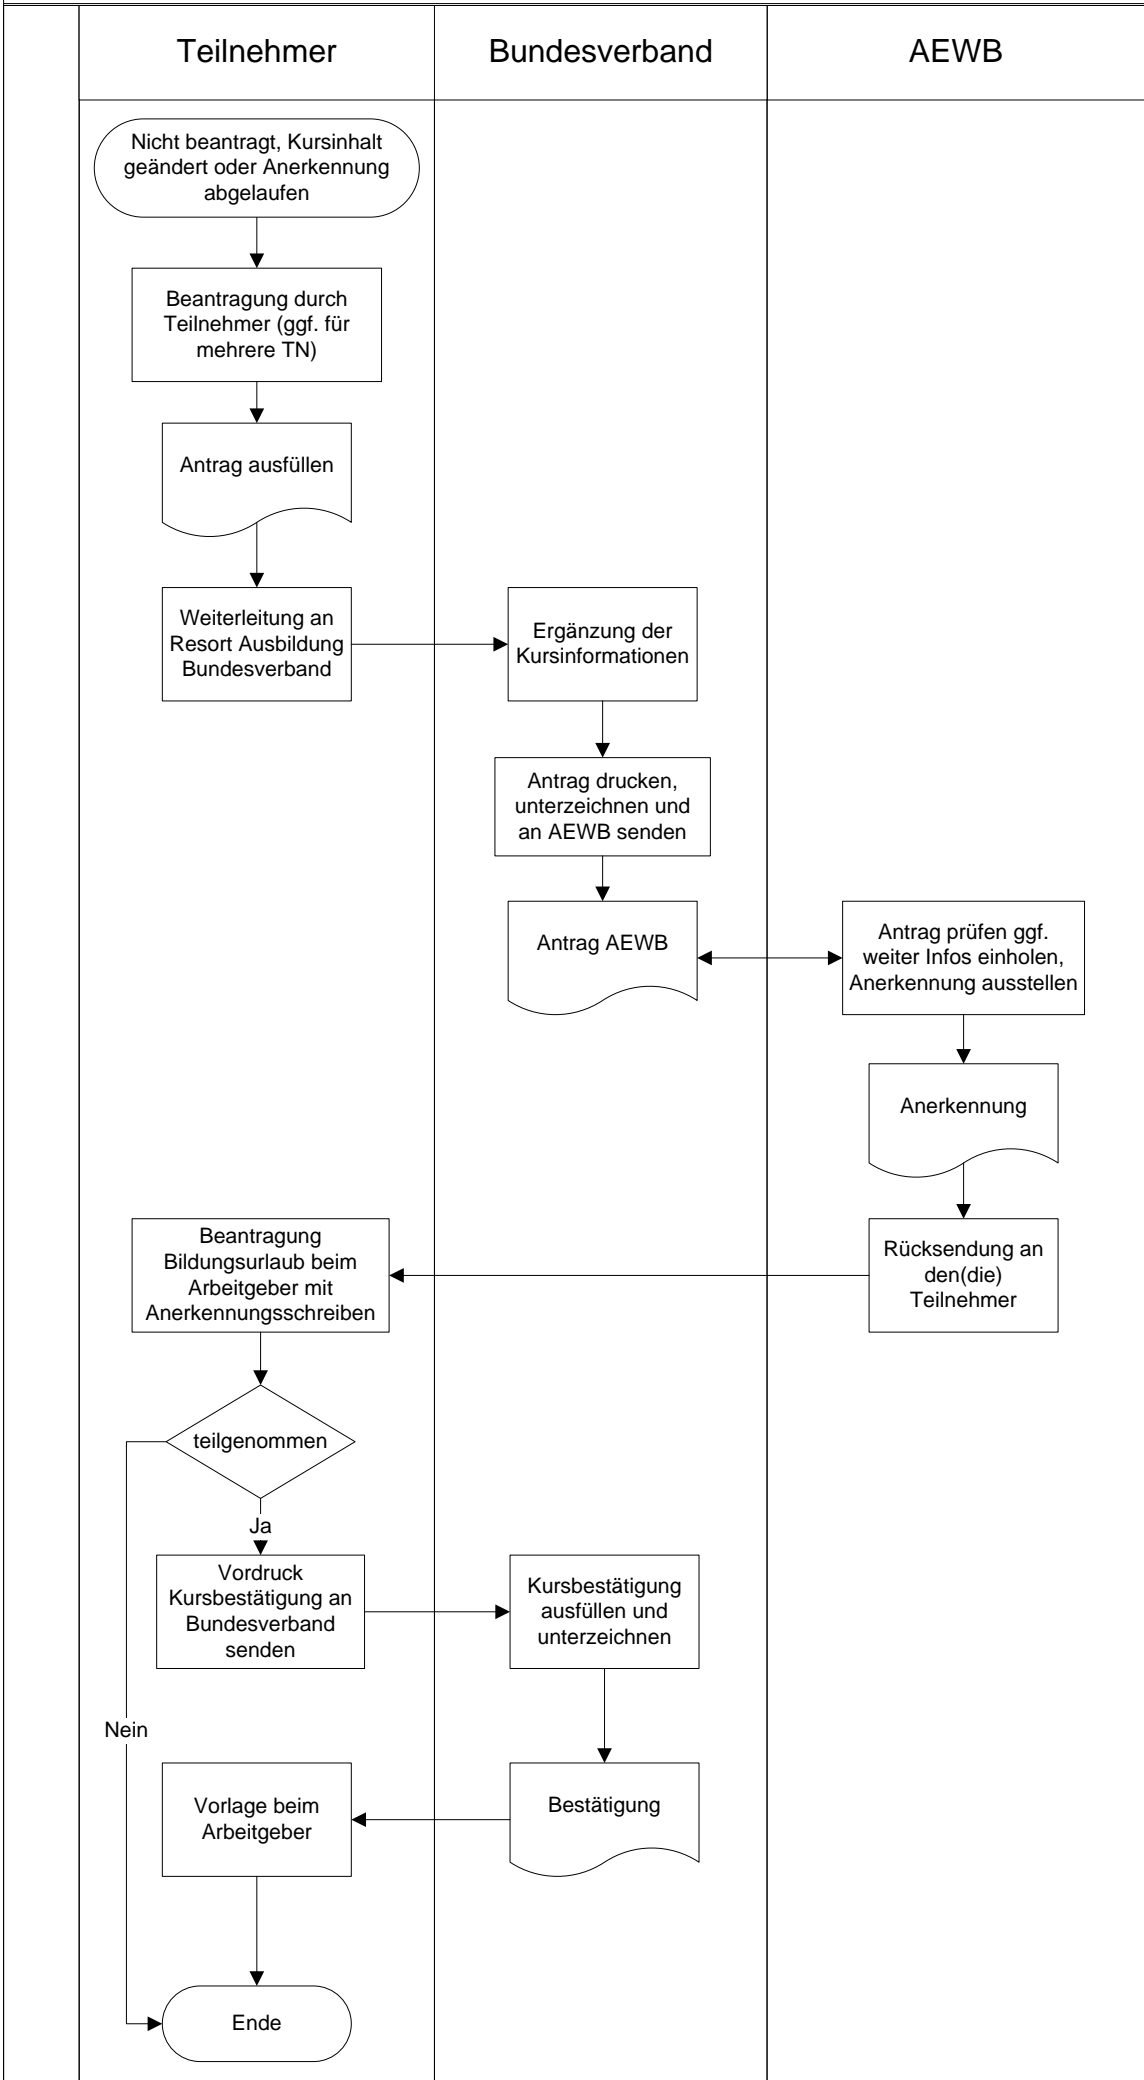 Teilnehmer
Bundesverband
AEWB
Nicht beantragt, Kursinhalt
geändert oder Anerkennung
abgelaufen
Beantragung durch
Teilnehmer (ggf. für
mehrere TN)
Antrag ausfüllen
Weiterleitung an
Resort Ausbildung
Bundesverband
Ergänzung der
Kursinformationen
Antrag drucken,
unterzeichnen und
an AEWB senden
Antrag AEWB
Antrag prüfen ggf.
weiter Infos einholen,
Anerkennung ausstellen
Anerkennung
Rücksendung an
den(die)
Teilnehmer
Beantragung
Bildungsurlaub beim
Arbeitgeber mit
Anerkennungsschreiben
teilgenommen
Ja
Vordruck
Kursbestätigung an
Bundesverband
senden
Kursbestätigung
ausfüllen und
unterzeichnen
Nein
Bestätigung
Vorlage beim
Arbeitgeber
Ende